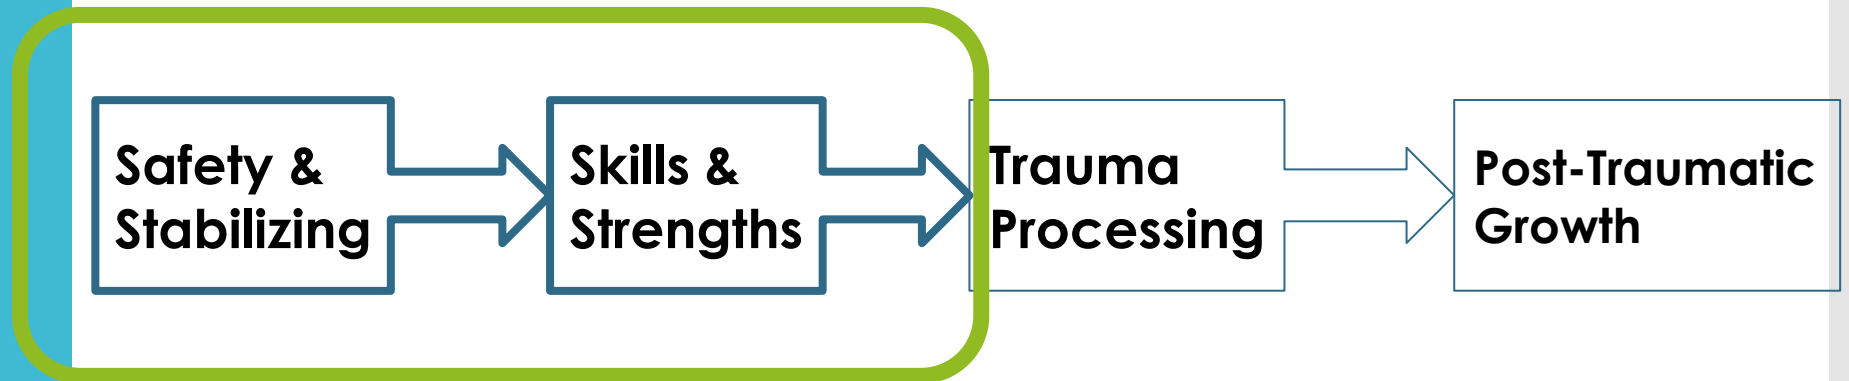 Safety &
Stabilizing
Skills &
Strengths
Trauma
Processing
Post-Traumatic
Growth